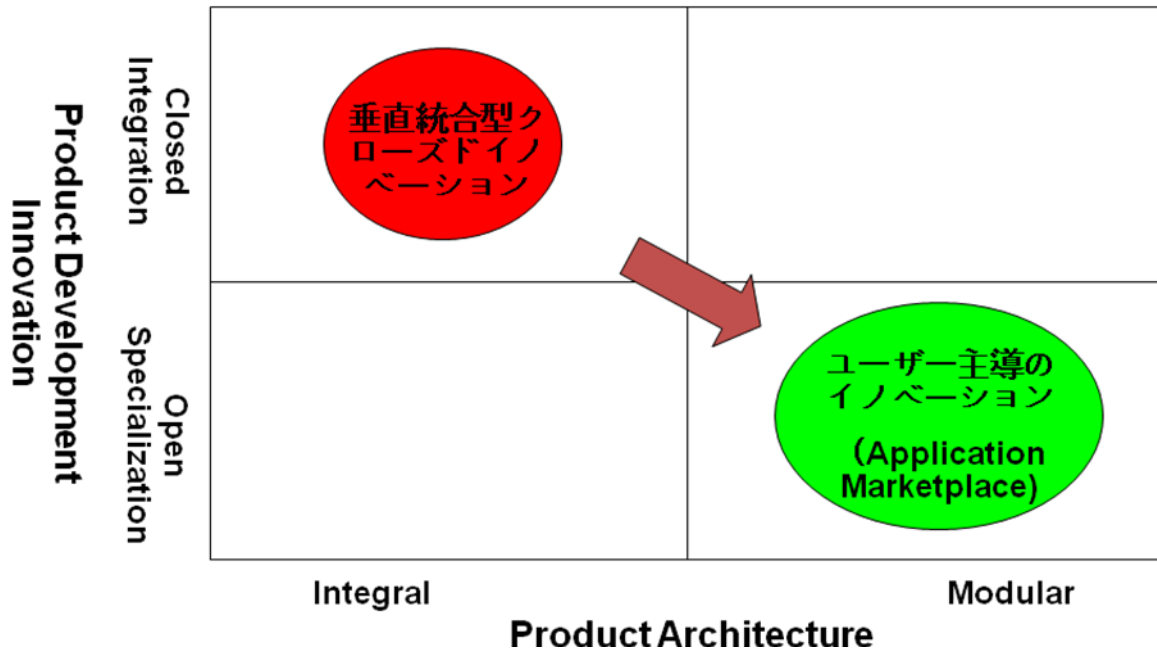 Product Development
Innovation
Closed
Integration
垂直統合型ク
ローズドイノ
ベーション
Open
Specialization
ユーザー主導の
イノベーション
（Application
Marketplace)
Integral
Modular
Product Architecture